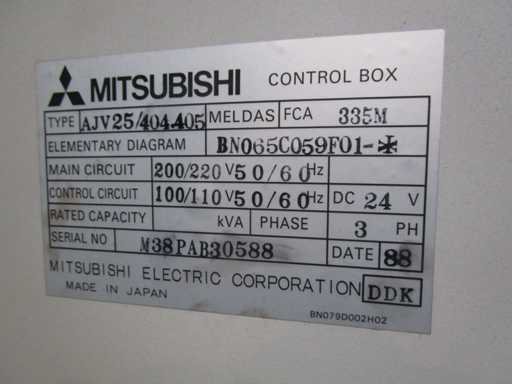 MITSUBISHI CONTROL BOX
TYPE AJV25/404.405 MELDAS FCA 335M
ELEMENTARY DIAGRAM BN065C059F01-*
MAIN CIRCUIT 200/220 V 50/60 Hz
CONTROL CIRCUIT 100/110 V 50/60 Hz DC 24 V
RATED CAPACITY kVA PHASE 3 PH
SERIAL NO M38PAB30588 DATE 88
MITSUBISHI ELECTRIC CORPORATION DDK
MADE IN JAPAN
BN079D002H02